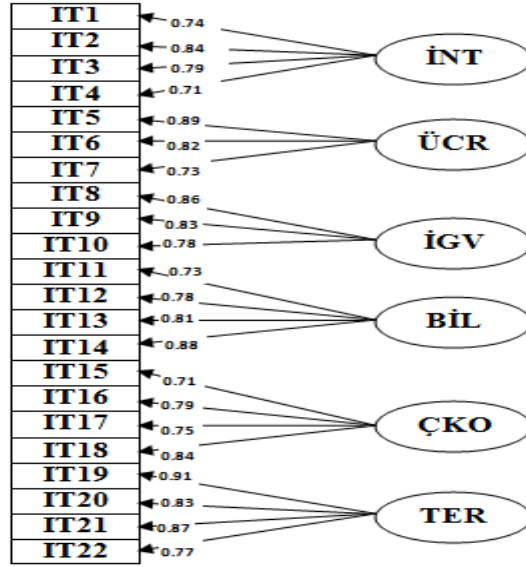 IT1
IT2
IT3
IT4
IT5
IT6
IT7
IT8
IT9
IT10
IT11
IT12
IT13
IT14
IT15
IT16
IT17
IT18
IT19
IT20
IT21
IT22
0.74
0.84
0.79
0.71
0.89
0.82
0.73
0.86
0.83
0.78
0.73
0.78
0.81
0.88
0.71
0.79
0.75
0.84
0.91
0.83
0.87
0.77
İNT
ÜCR
İGV
BİL
ÇKO
TER